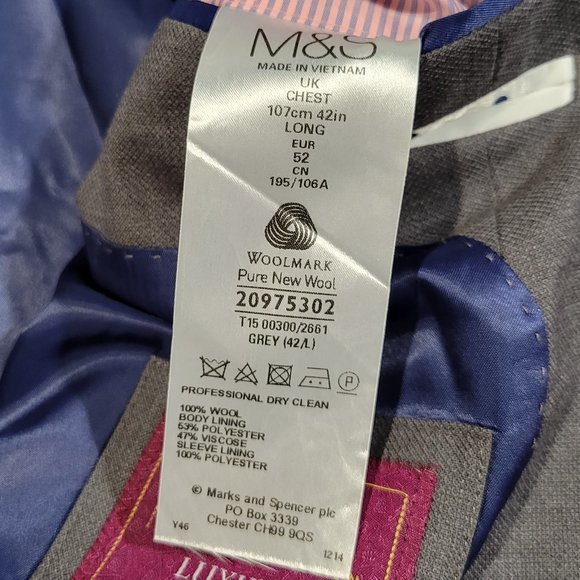 M&S
MADE IN VIETNAM
UK
CHEST
107cm 42in
LONG
EUR
52
CN
195/106A
WOOLMARK
Pure New Wool
20975302
T15 00300/2661
GREY (42/L)
P
PROFESSIONAL DRY CLEAN
100% WOOL
BODY LINING
53% POLYESTER
47% VISCOSE
SLEEVE LINING
100% POLYESTER
© Marks and Spencer plc
PO Box 3339
Chester CH99 9QS
Y46
1214